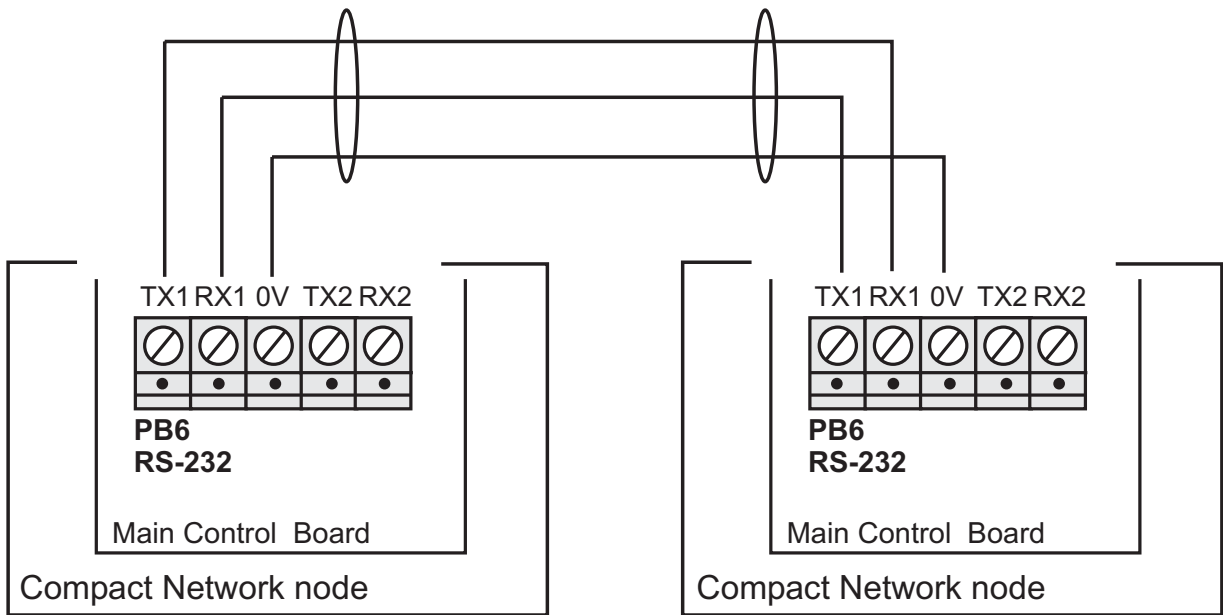 TX1 RX1 0V TX2 RX2
PB6
RS-232
Main Control Board
Compact Network node
TX1 RX1 0V TX2 RX2
PB6
RS-232
Main Control Board
Compact Network node